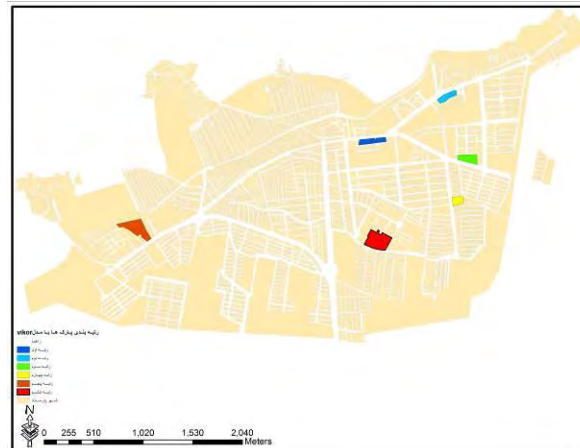 رتبه بندی پارک ها با مدل vikor
رتبه اول
رتبه دوم
رتبه سوم
رتبه چهارم
رتبه پنجم
رتبه ششم
N
0 255 510 1,020 1,530 2,040
Meters